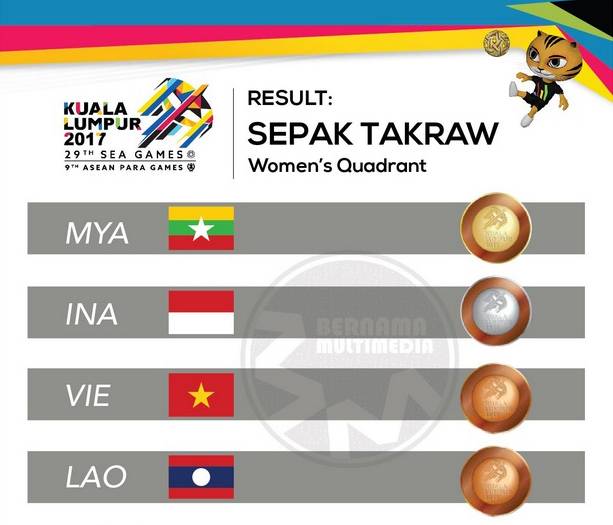 KUALA
LUMPUR
2017
29TH SEA GAMES
9TH ASEAN PARA GAMES
RESULT:
SEPAK TAKRAW
Women's Quadrant
MYA
INA
BERNAMA
MULTIMEDIA
VIE
LAO